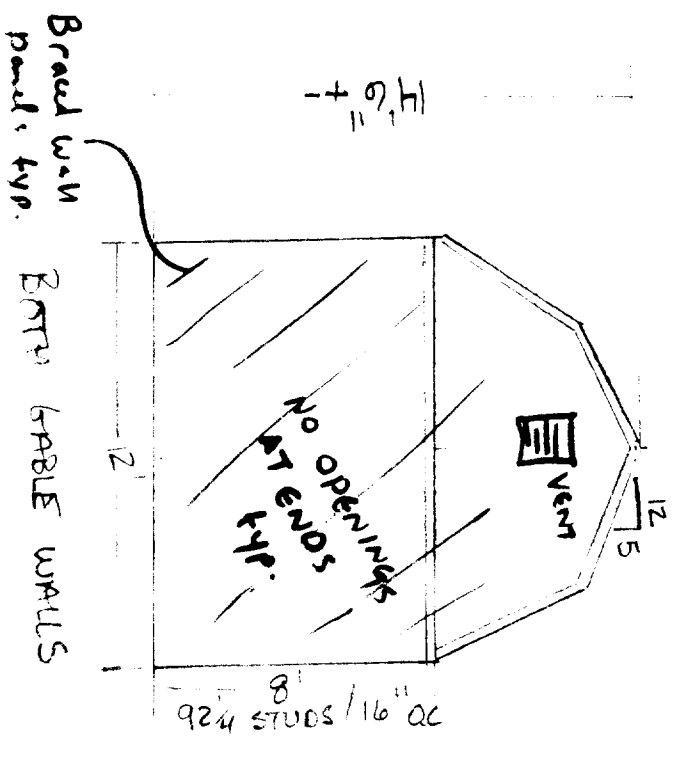 Braced wall
panels typ.
BOTH GABLE WALLS
14'6"±
12'
NO OPENINGS
AT ENDS
typ.
VENT
12
5
8'
92¼ STUDS / 16" OC